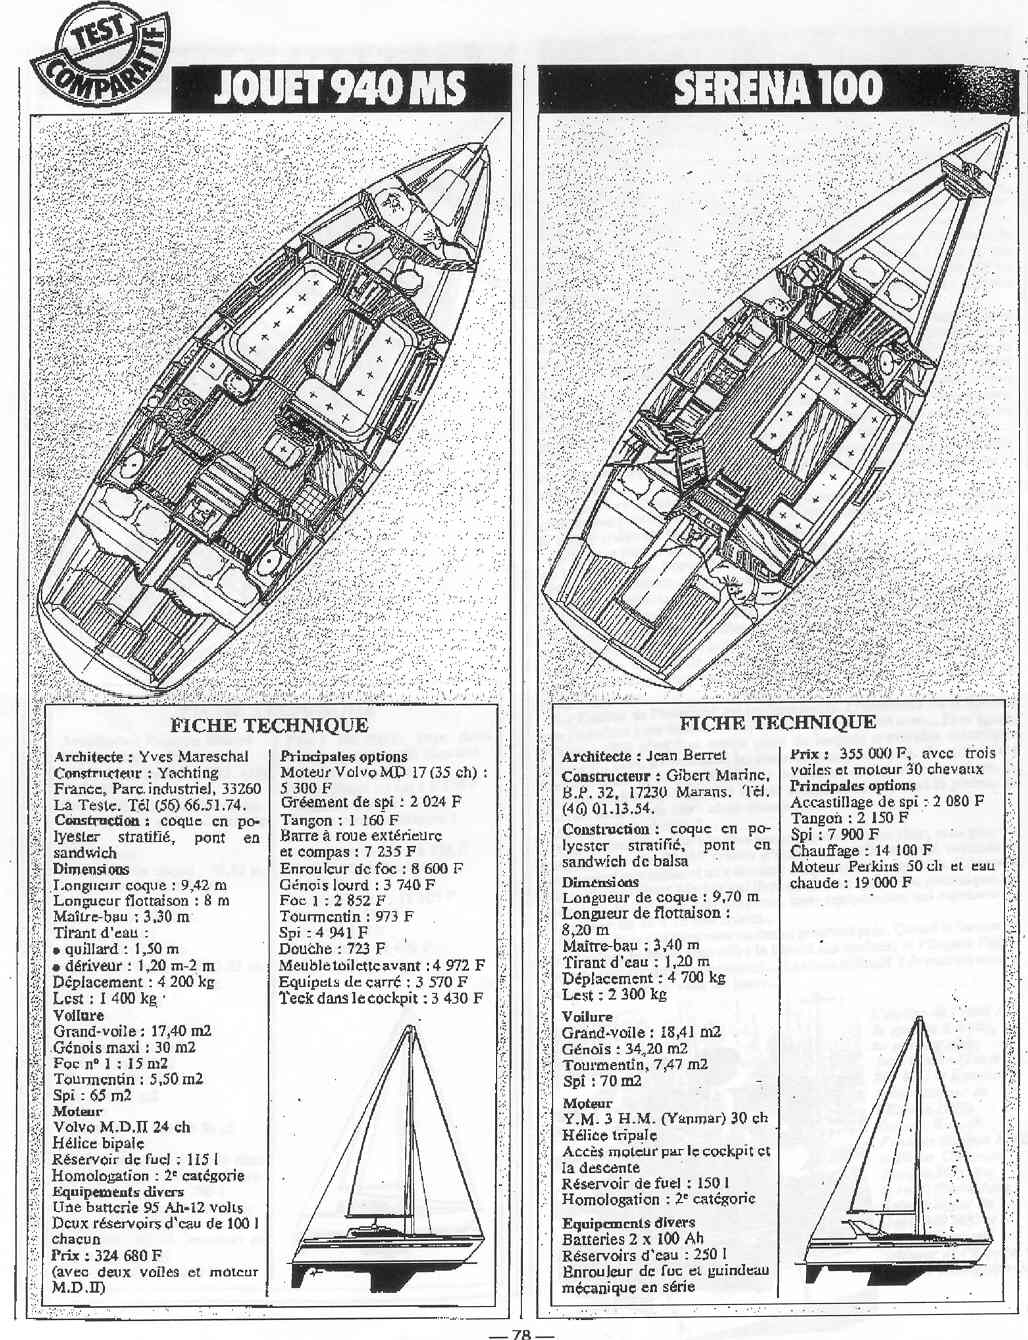 TEST
COMPARATIF
JOUET 940 MS
FICHE TECHNIQUE
Architecte : Yves Mareschal
Constructeur : Yachting
France, Parc industriel, 33260
La Teste. Tél (56) 66.51.74.
Construction : coque en po-
lyester stratifié, pont en
sandwich
Dimensions
Longueur coque : 9,42 m
Longueur flottaison : 8 m
Maître-bau : 3,30 m
Tirant d'eau :
• quillard : 1,50 m
• dériveur : 1,20 m-2 m
Déplacement : 4 200 kg
Lest : 1 400 kg
Voilure
Grand-voile : 17,40 m2
Génois maxi : 30 m2
Foc n° 1 : 15 m2
Tourmentin : 5,50 m2
Spi : 65 m2
Moteur
Volvo M.D.II 24 ch
Hélice bipale
Réservoir de fuel : 115 l
Homologation : 2e catégorie
Equipements divers
Une batterie 95 Ah-12 volts
Deux réservoirs d'eau de 100 l
chacun
Prix : 324 680 F
(avec deux voiles et moteur
M.D.II)
Principales options
Moteur Volvo MD 17 (35 ch) :
5 300 F
Gréement de spi : 2 024 F
Tangon : 1 160 F
Barre à roue extérieure
et compas : 7 235 F
Enrouleur de foc : 8 600 F
Génois lourd : 3 740 F
Foc 1 : 2 852 F
Tourmentin : 973 F
Spi : 4 941 F
Douche : 723 F
Meuble toilette avant : 4 972 F
Equipets de carré : 3 570 F
Teck dans le cockpit : 3 430 F
SERENA 100
FICHE TECHNIQUE
Architecte : Jean Berret
Constructeur : Gibert Marine,
B.P. 32, 17230 Marans. Tél.
(46) 01.13.54.
Construction : coque en po-
lyester stratifié, pont en
sandwich de balsa
Dimensions
Longueur de coque : 9,70 m
Longueur de flottaison :
8,20 m
Maître-bau : 3,40 m
Tirant d'eau : 1,20 m
Déplacement : 4 700 kg
Lest : 2 300 kg
Voilure
Grand-voile : 18,41 m2
Génois : 34,20 m2
Tourmentin, 7,47 m2
Spi : 70 m2
Moteur
Y.M. 3 H.M. (Yanmar) 30 ch
Hélice tripale
Accès moteur par le cockpit et
la descente
Réservoir de fuel : 150 l
Homologation : 2e catégorie
Equipements divers
Batteries 2 x 100 Ah
Réservoirs d'eau : 250 l
Enrouleur de foc et guindeau
mécanique en série
Prix : 355 000 F, avec trois
voiles et moteur 30 chevaux
Principales options
Accastillage de spi : 2 080 F
Tangon : 2 150 F
Spi : 7 900 F
Chauffage : 14 100 F
Moteur Perkins 50 ch et eau
chaude : 19 000 F
— 78 —